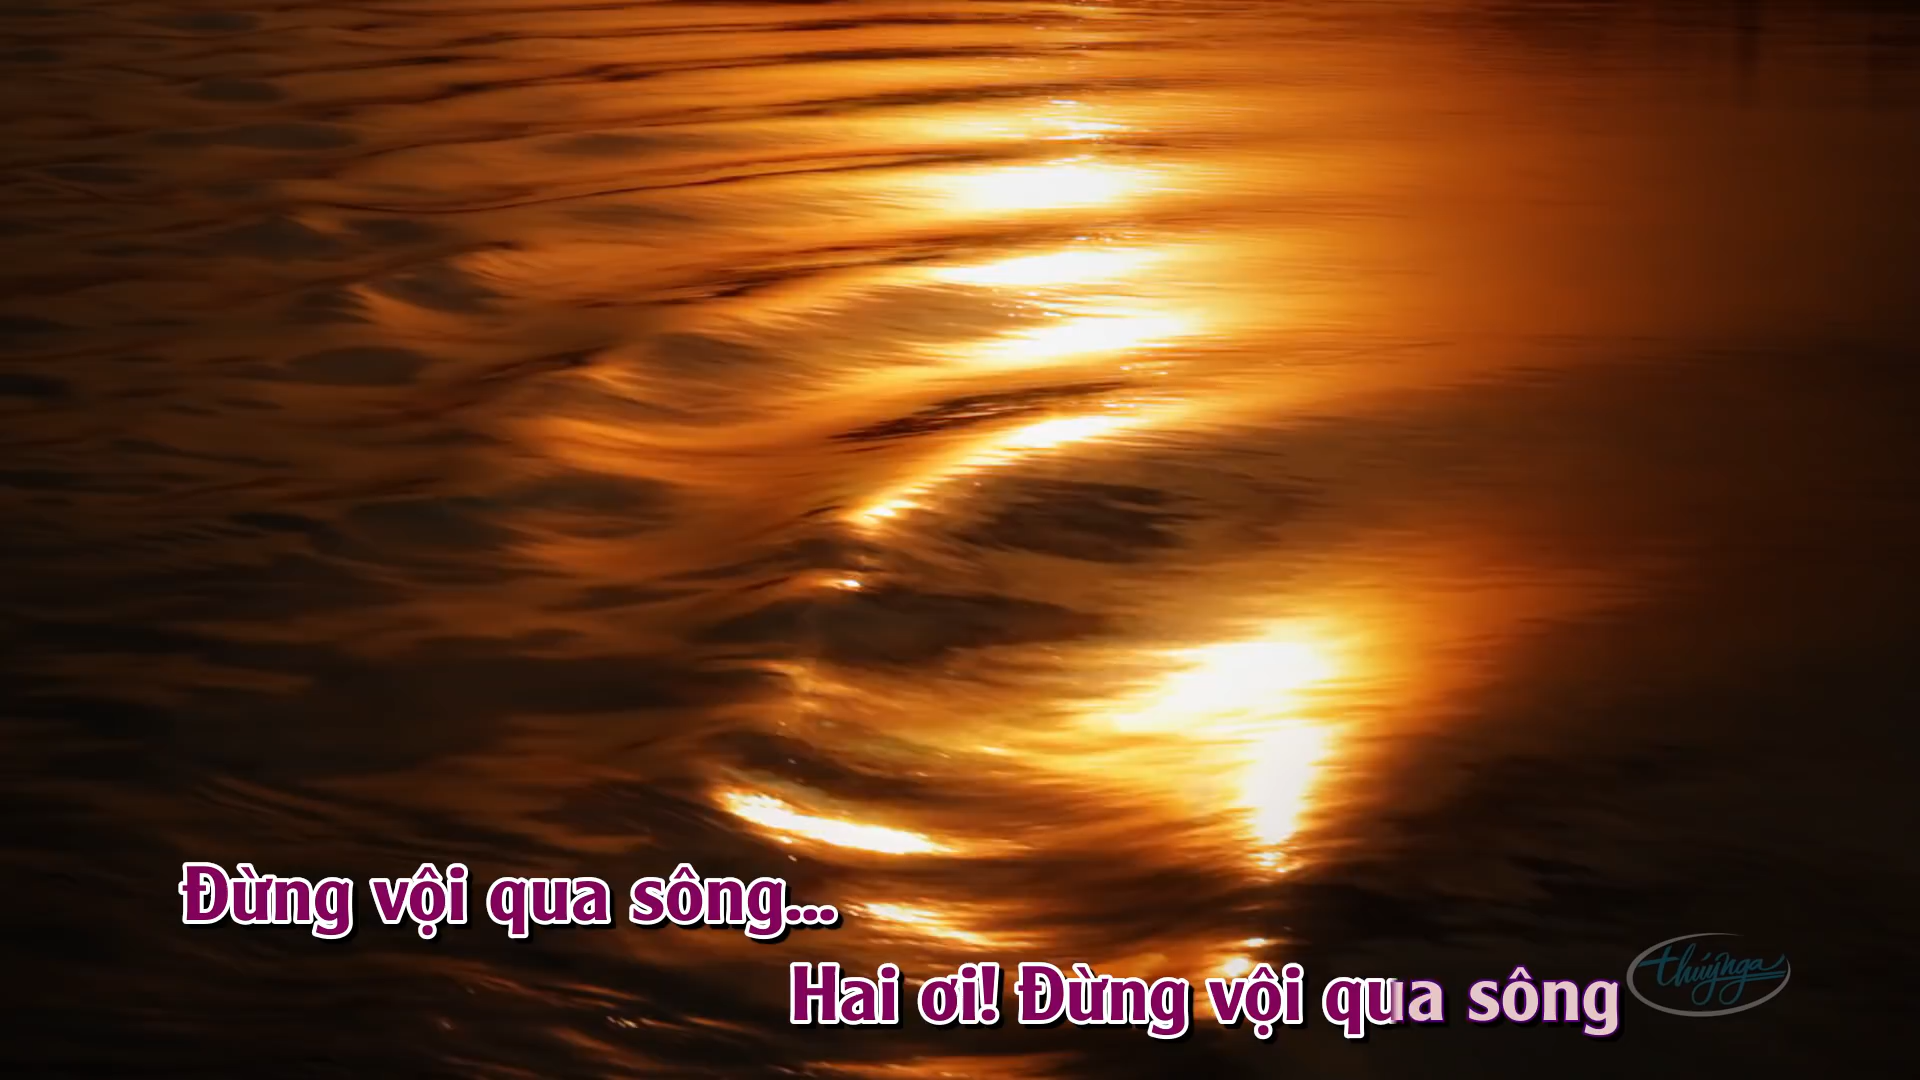 Đừng vội qua sông...
Hai ơi! Đừng vội qua sông
thúynga